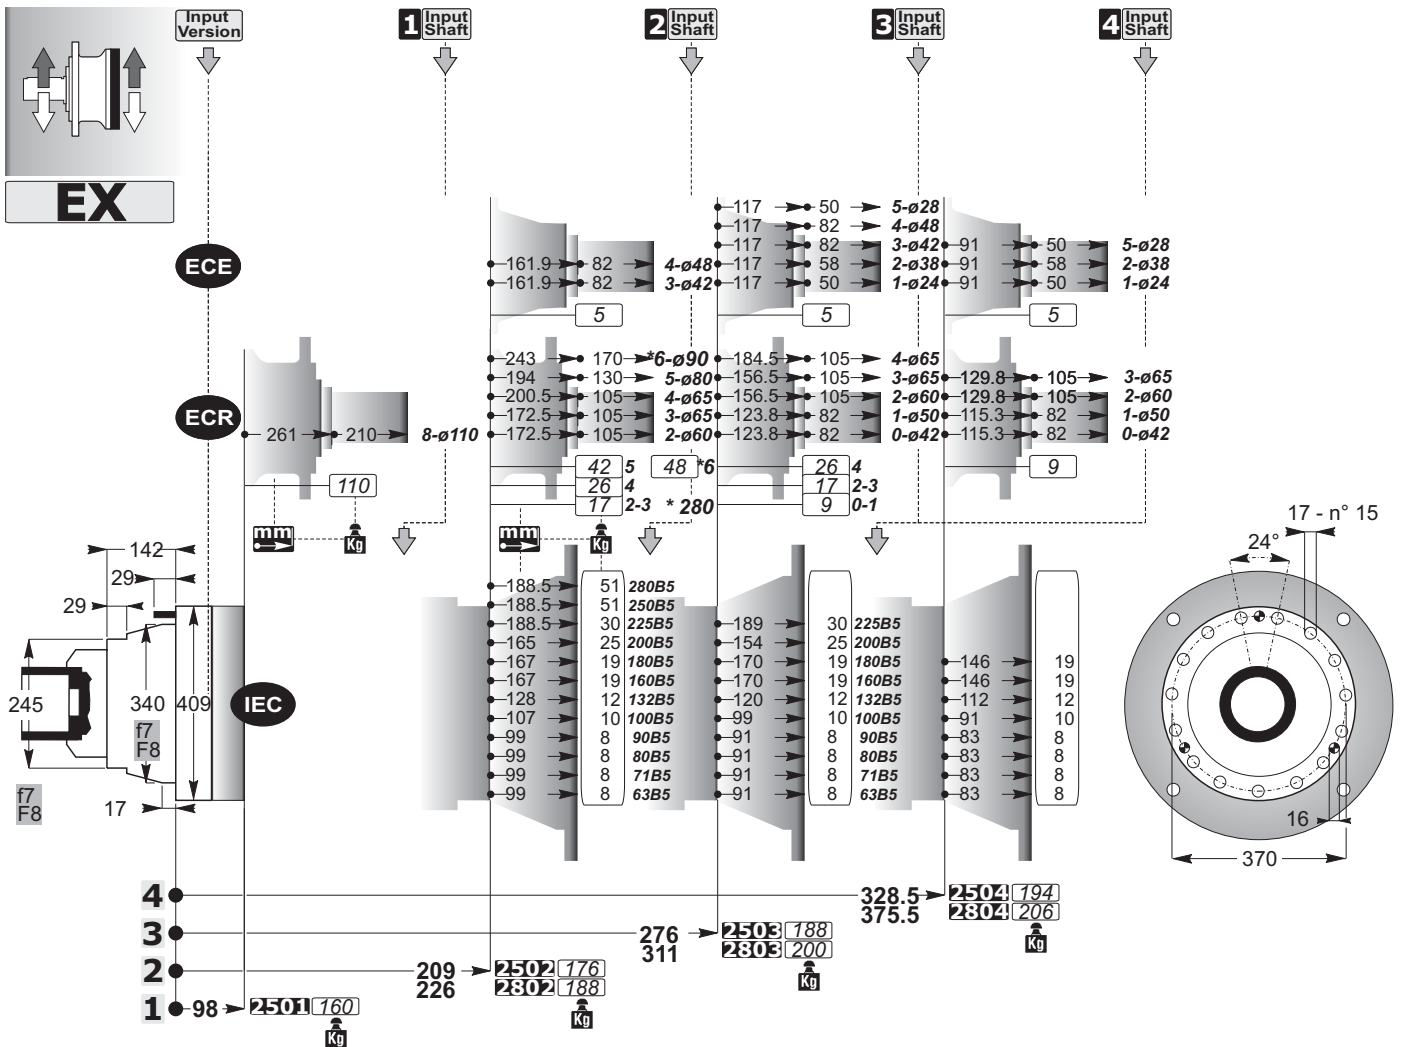 Input Version
1 Input Shaft
2 Input Shaft
3 Input Shaft
4 Input Shaft
EX
ECE
161.9 82 4-ø48
161.9 82 3-ø42
5
117 50 5-ø28
117 82 4-ø48
117 82 3-ø42
117 58 2-ø38
117 50 1-ø24
5
91 50 5-ø28
91 58 2-ø38
91 50 1-ø24
5
ECR
261 210 8-ø110
110
mm
Kg
243 170 *6-ø90
194 130 5-ø80
200.5 105 4-ø65
172.5 105 3-ø65
172.5 105 2-ø60
42 5
26 4
17 2-3
48 *6
* 280
mm
Kg
184.5 105 4-ø65
156.5 105 3-ø65
156.5 105 2-ø60
123.8 82 1-ø50
123.8 82 0-ø42
26 4
17 2-3
9 0-1
129.8 105 3-ø65
129.8 105 2-ø60
115.3 82 1-ø50
115.3 82 0-ø42
9
142
29
29
245
340
409
f7
F8
f7
F8
17
IEC
188.5 51 280B5
188.5 51 250B5
188.5 30 225B5
165 25 200B5
167 19 180B5
167 19 160B5
128 12 132B5
107 10 100B5
99 8 90B5
99 8 80B5
99 8 71B5
99 8 63B5
189 30 225B5
154 25 200B5
170 19 180B5
170 19 160B5
120 12 132B5
99 10 100B5
91 8 90B5
91 8 80B5
91 8 71B5
91 8 63B5
146 19
146 19
112 12
91 10
83 8
83 8
83 8
83 8
17 - n° 15
24°
16
370
4 328.5 2504 194
375.5 2804 206
Kg
3 276 2503 188
311 2803 200
Kg
2 209 2502 176
226 2802 188
Kg
1 98 2501 160
Kg